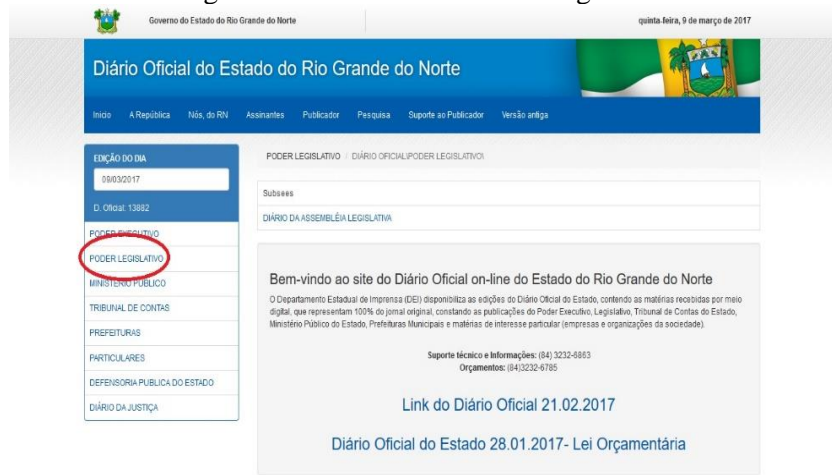 Governo do Estado do Rio Grande do Norte
quinta-feira, 9 de março de 2017
Diário Oficial do Estado do Rio Grande do Norte
Inicio A República Nós, do RN Assinantes Publicador Pesquisa Suporte ao Publicador Versão antiga
EDIÇÃO DO DIA
09/03/2017
D. Oficial: 13882
PODER EXECUTIVO
PODER LEGISLATIVO
MINISTÉRIO PÚBLICO
TRIBUNAL DE CONTAS
PREFEITURAS
PARTICULARES
DEFENSORIA PUBLICA DO ESTADO
DIÁRIO DA JUSTIÇA
PODER LEGISLATIVO / DIÁRIO OFICIAL\PODER LEGISLATIVO\
Subsees
DIÁRIO DA ASSEMBLÉIA LEGISLATIVA
Bem-vindo ao site do Diário Oficial on-line do Estado do Rio Grande do Norte
O Departamento Estadual de Imprensa (DEI) disponibiliza as edições do Diário Oficial do Estado, contendo as matérias recebidas por meio
digital, que representam 100% do jornal original, constando as publicações do Poder Executivo, Legislativo, Tribunal de Contas do Estado,
Ministério Público do Estado, Prefeituras Municipais e matérias de interesse particular (empresas e organizações da sociedade).
Suporte técnico e Informações: (84) 3232-6863
Orçamentos: (84)3232-6785
Link do Diário Oficial 21.02.2017
Diário Oficial do Estado 28.01.2017- Lei Orçamentária